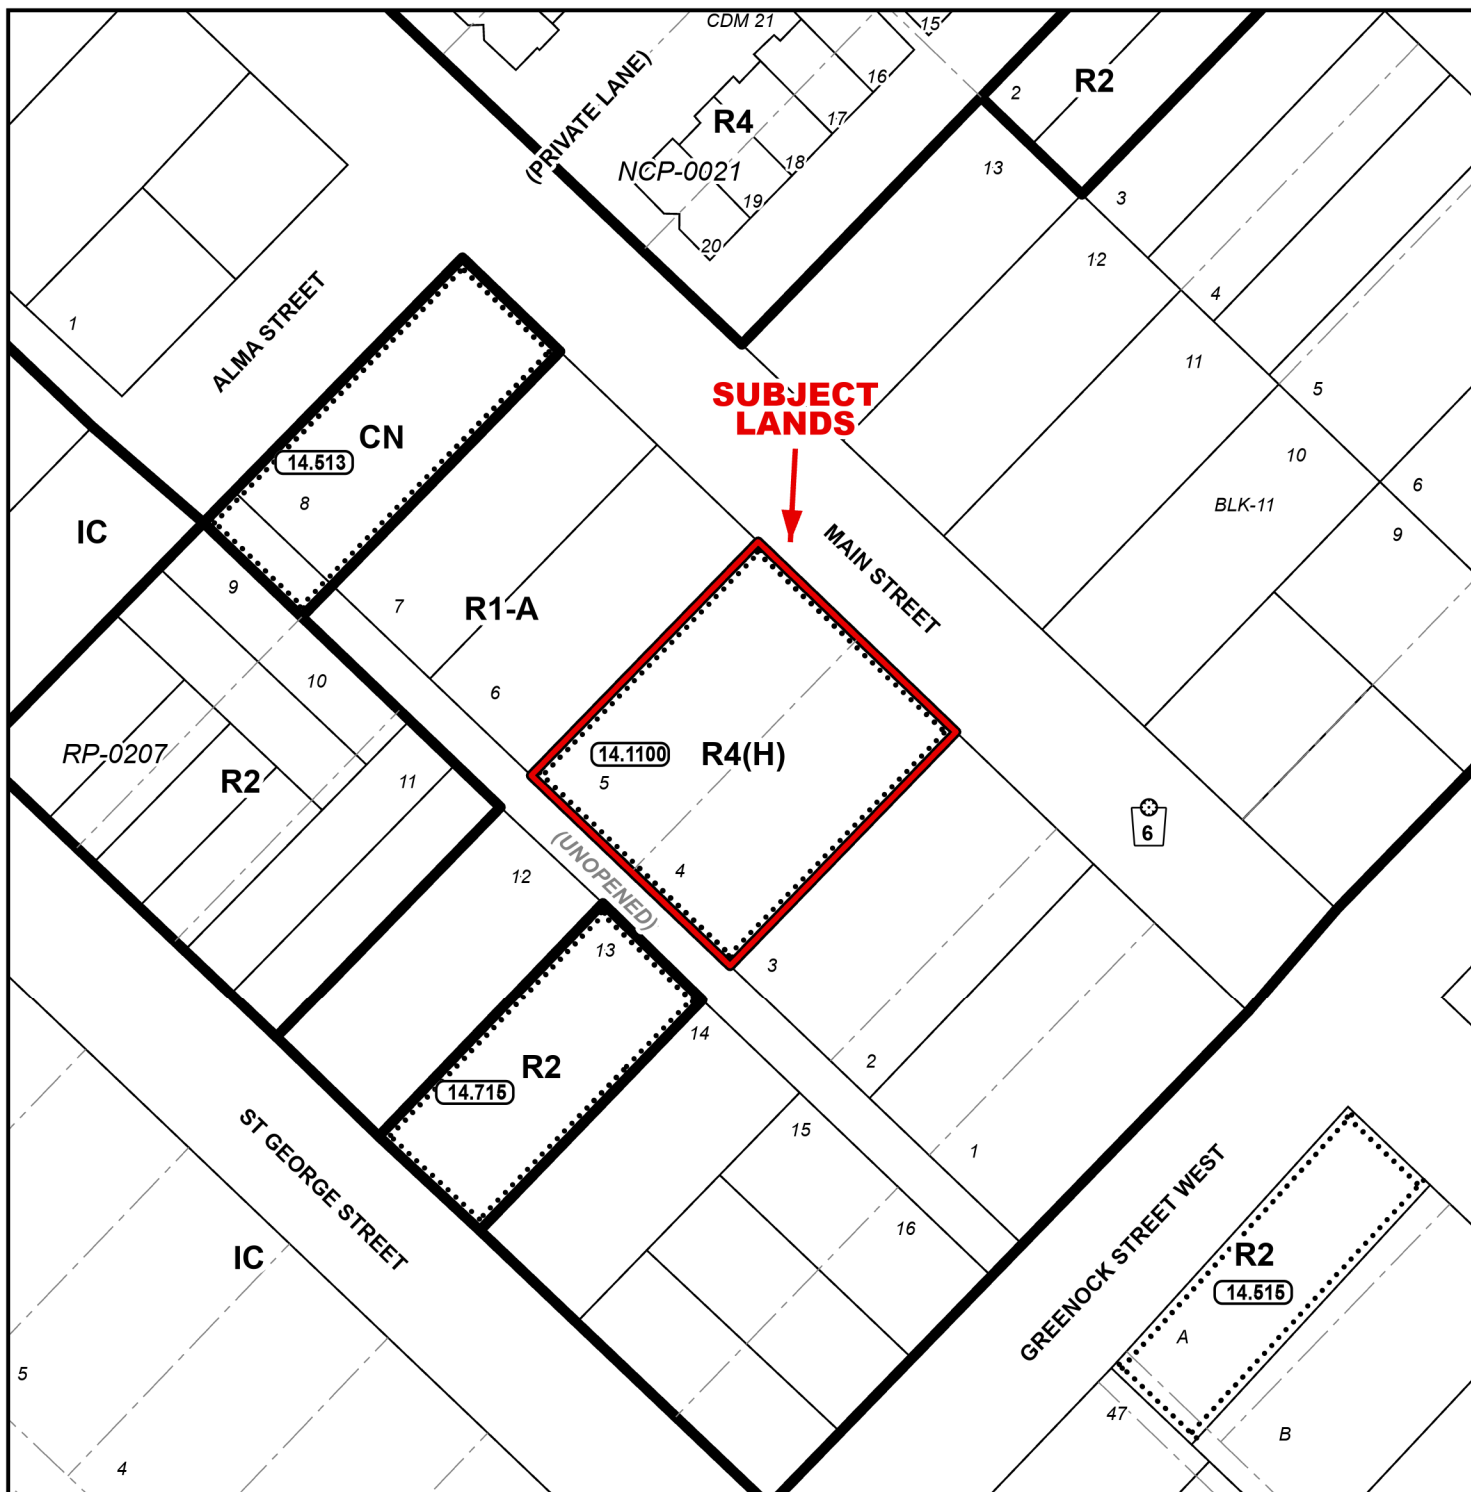 CDM 21
15
16
2
R2
(PRIVATE LANE)
17
R4
18
13
NCP-0021
19
3
20
12
4
1
ALMA STREET
11
5
SUBJECT
LANDS
CN
14.513
10
6
8
BLK-11
IC
9
MAIN STREET
9
7
R1-A
10
6
RP-0207
R2
11
14.1100
R4(H)
5
6
(UNOPENED)
4
12
13
3
14
2
R2
14.715
15
1
ST GEORGE STREET
16
GREENOCK STREET WEST
IC
R2
14.515
A
5
47
B
4